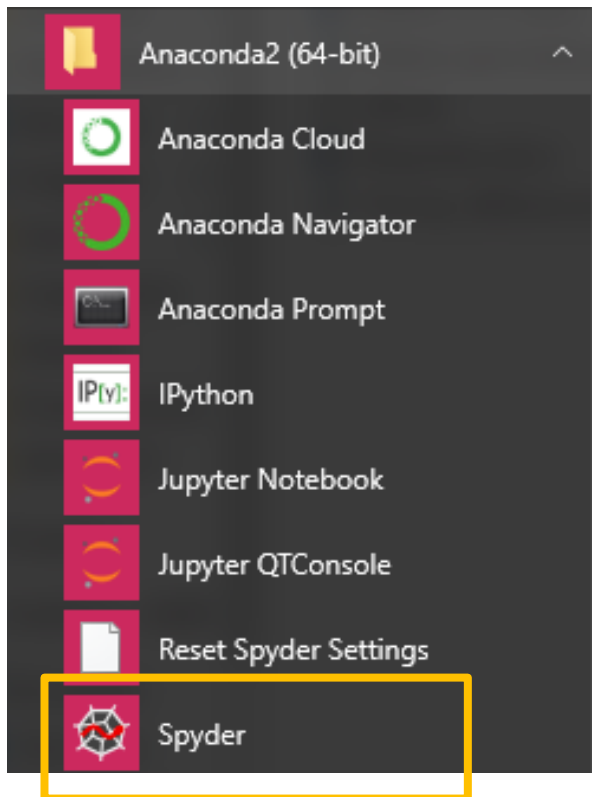 Anaconda2 (64-bit)
Anaconda Cloud
Anaconda Navigator
C:\_
Anaconda Prompt
IP[y]:
IPython
Jupyter Notebook
Jupyter QTConsole
Reset Spyder Settings
Spyder